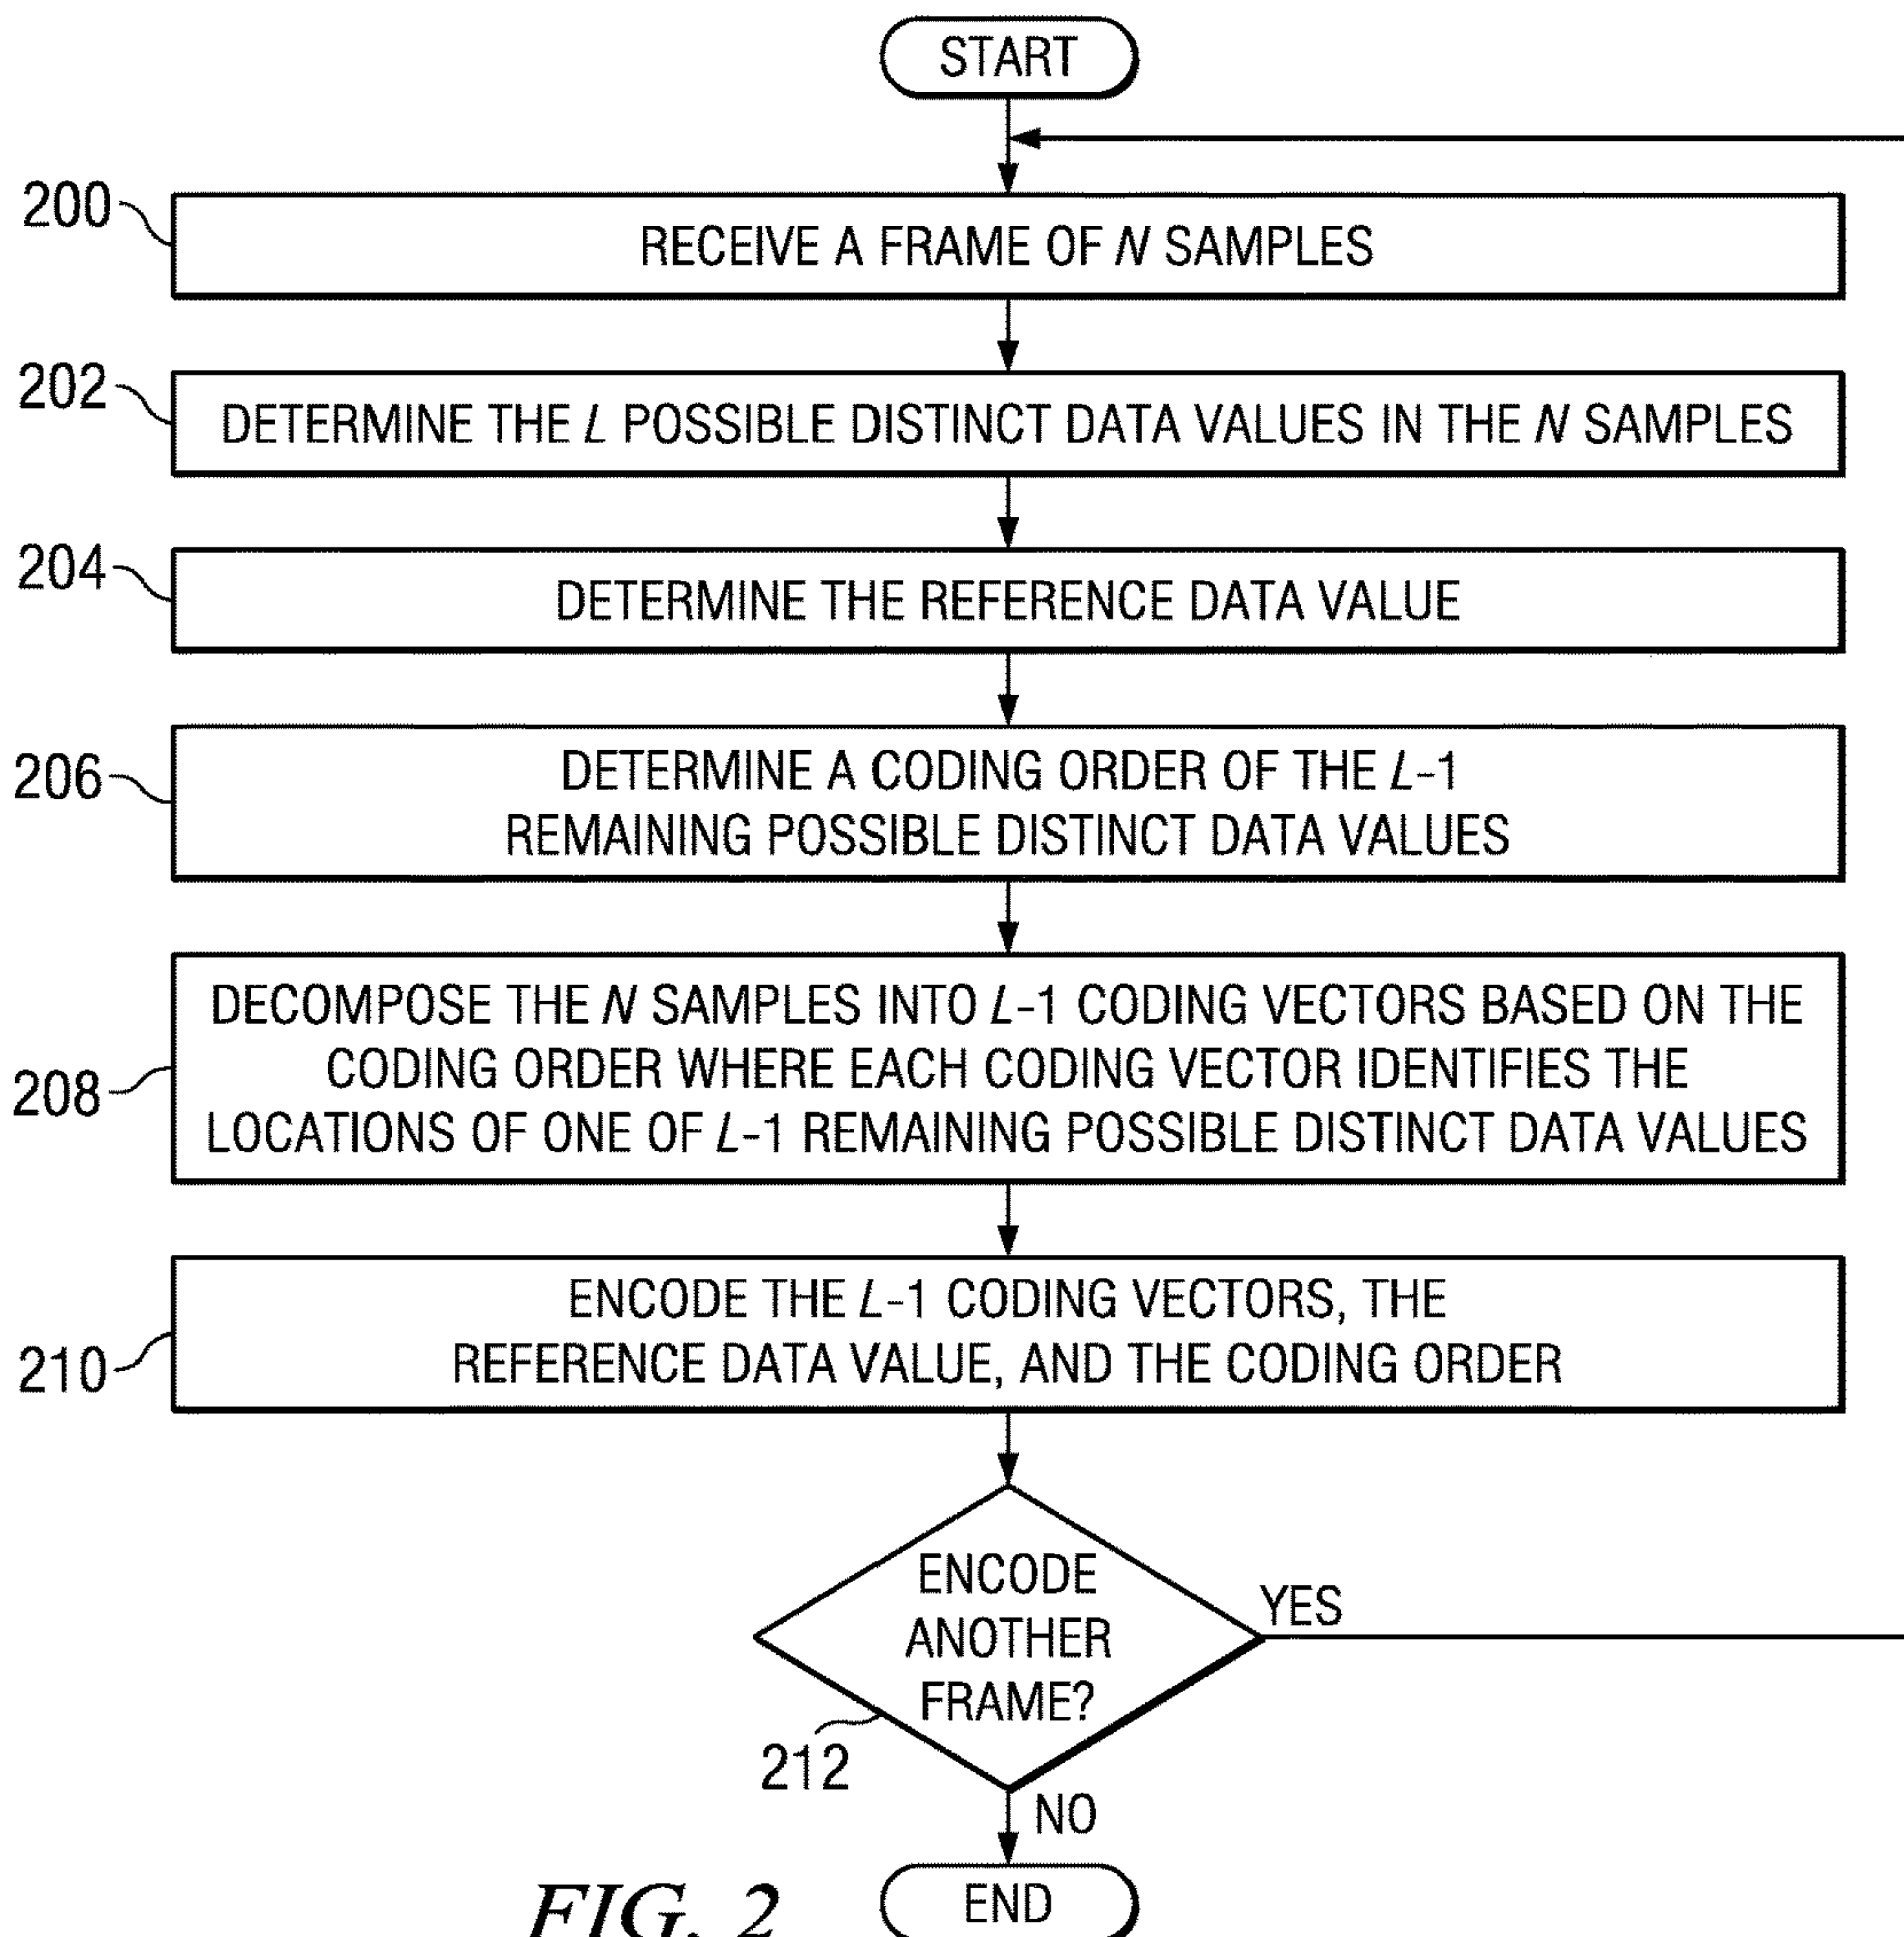 START
200
RECEIVE A FRAME OF N SAMPLES
202
DETERMINE THE L POSSIBLE DISTINCT DATA VALUES IN THE N SAMPLES
204
DETERMINE THE REFERENCE DATA VALUE
206
DETERMINE A CODING ORDER OF THE L-1
REMAINING POSSIBLE DISTINCT DATA VALUES
208
DECOMPOSE THE N SAMPLES INTO L-1 CODING VECTORS BASED ON THE
CODING ORDER WHERE EACH CODING VECTOR IDENTIFIES THE
LOCATIONS OF ONE OF L-1 REMAINING POSSIBLE DISTINCT DATA VALUES
210
ENCODE THE L-1 CODING VECTORS, THE
REFERENCE DATA VALUE, AND THE CODING ORDER
ENCODE
ANOTHER
FRAME?
YES
212
NO
FIG. 2
END